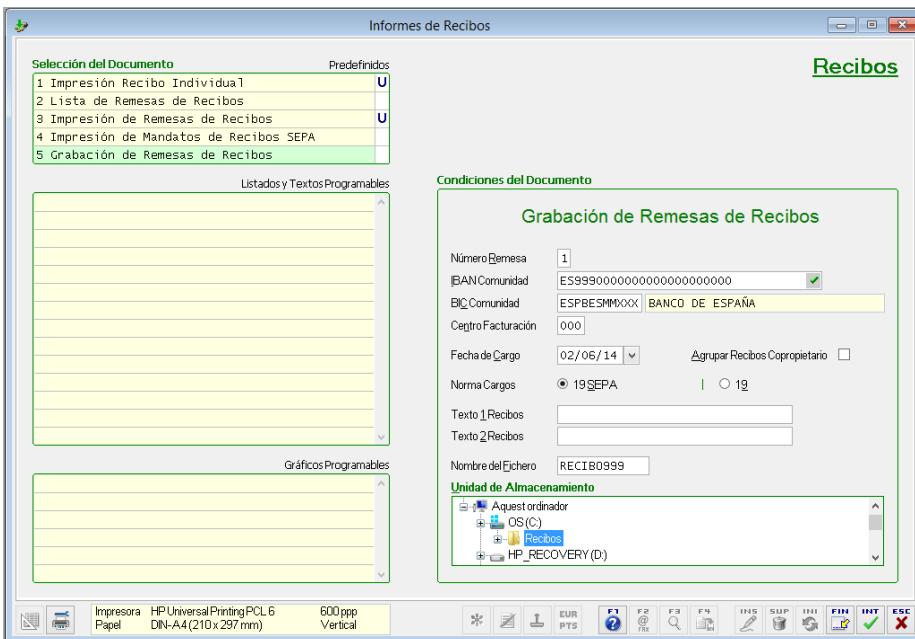 Informes de Recibos
Selección del Documento Predefinidos
Recibos
1 Impresión Recibo Individual U
2 Lista de Remesas de Recibos
3 Impresión de Remesas de Recibos U
4 Impresión de Mandatos de Recibos SEPA
5 Grabación de Remesas de Recibos
Listados y Textos Programables
Condiciones del Documento
Grabación de Remesas de Recibos
Número Remesa 1
IBAN Comunidad ES9990000000000000000000
BIC Comunidad ESPBESMMXXX BANCO DE ESPAÑA
Centro Facturación 000
Fecha de Cargo 02/06/14 Agrupar Recibos Copropietario
Norma Cargos 19 SEPA | 19
Texto 1 Recibos
Texto 2 Recibos
Gráficos Programables
Nombre del Fichero RECIBO999
Unidad de Almacenamiento
Aquest ordinador
OS (C:)
Recibos
HP_RECOVERY (D:)
Impresora HP Universal Printing PCL 6 600 ppp
Papel DIN-A4 (210 x 297 mm) Vertical
EUR PTS F1 F2 F3 F4 INS SUP INI FIN INT ESC